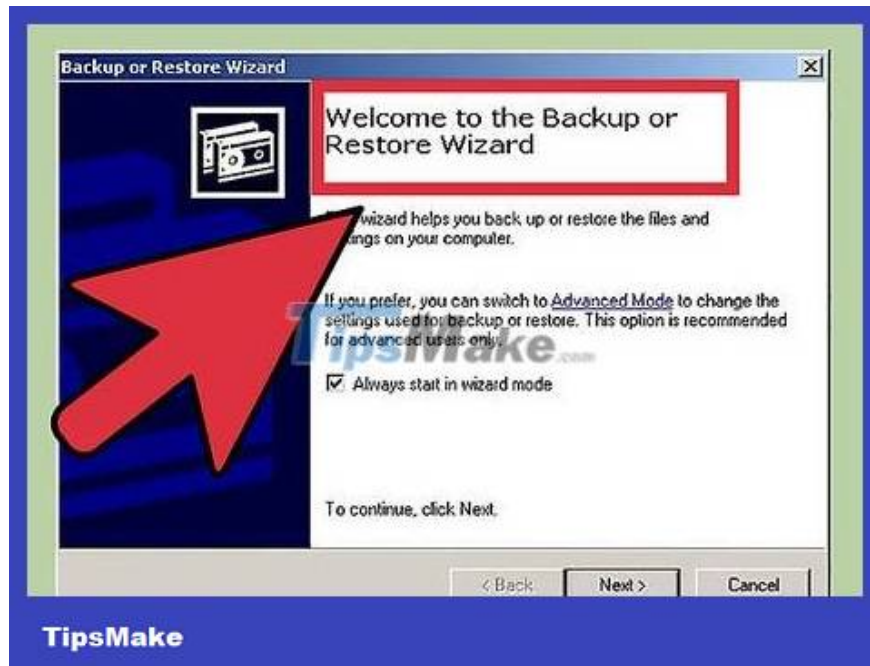 Backup or Restore Wizard
Welcome to the Backup or
Restore Wizard
wizard helps you back up or restore the files and
on your computer.
If you prefer, you can switch to Advanced Mode to change the
settings used for backup or restore. This option is recommended
for advanced users only.
TipsMake.com
Always start in wizard mode
To continue, click Next.
< Back
Next >
Cancel
TipsMake